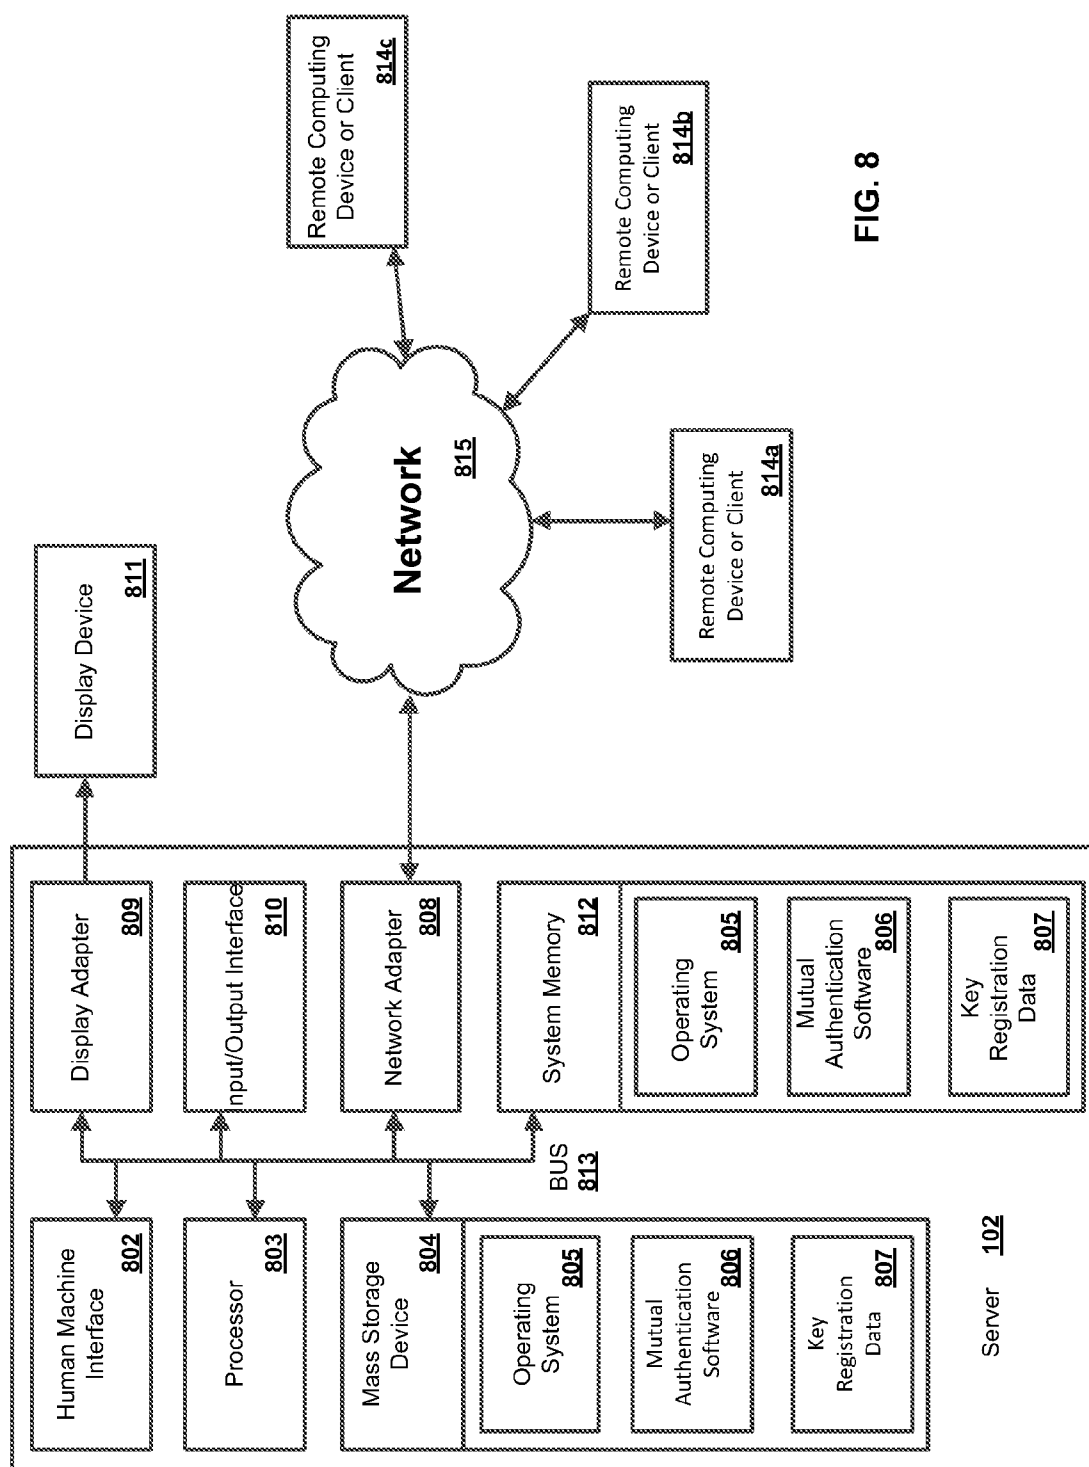 Human Machine
Interface
802
Processor
803
Mass Storage
Device
804
Operating
System
805
Mutual
Authentication
Software
806
Key
Registration
Data
807
Server 102
BUS
813
Display Adapter
809
nput/Output Interface
810
Network Adapter
808
System Memory
812
Operating
System
805
Mutual
Authentication
Software
806
Key
Registration
Data
807
Display Device
811
Network
815
Remote Computing
Device or Client
814a
Remote Computing
Device or Client
814b
Remote Computing
Device or Client
814c
FIG. 8